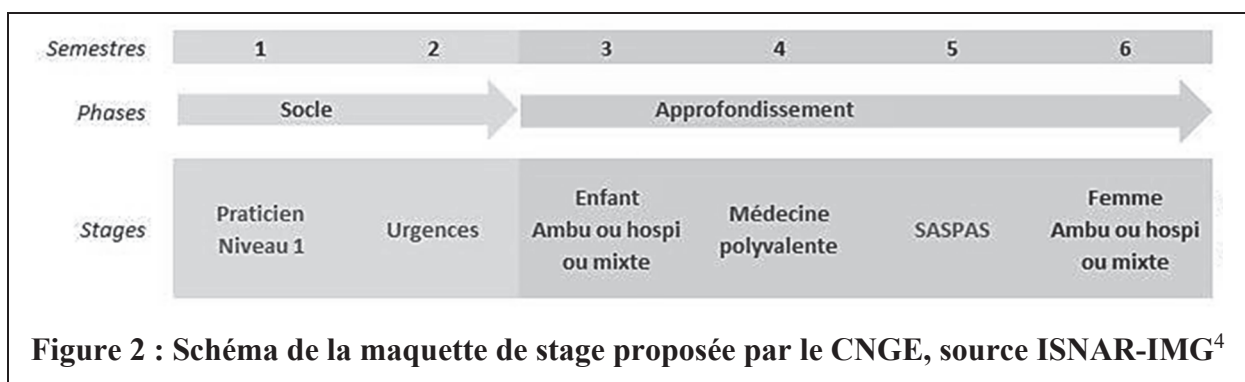 Semestres 1 2 3 4 5 6
Phases Socle Approfondissement
Stages
Praticien
Niveau 1
Urgences
Enfant
Ambu ou hospi
ou mixte
Médecine
polyvalente
SASPAS
Femme
Ambu ou hospi
ou mixte
Figure 2 : Schéma de la maquette de stage proposée par le CNGE, source ISNAR-IMG⁴